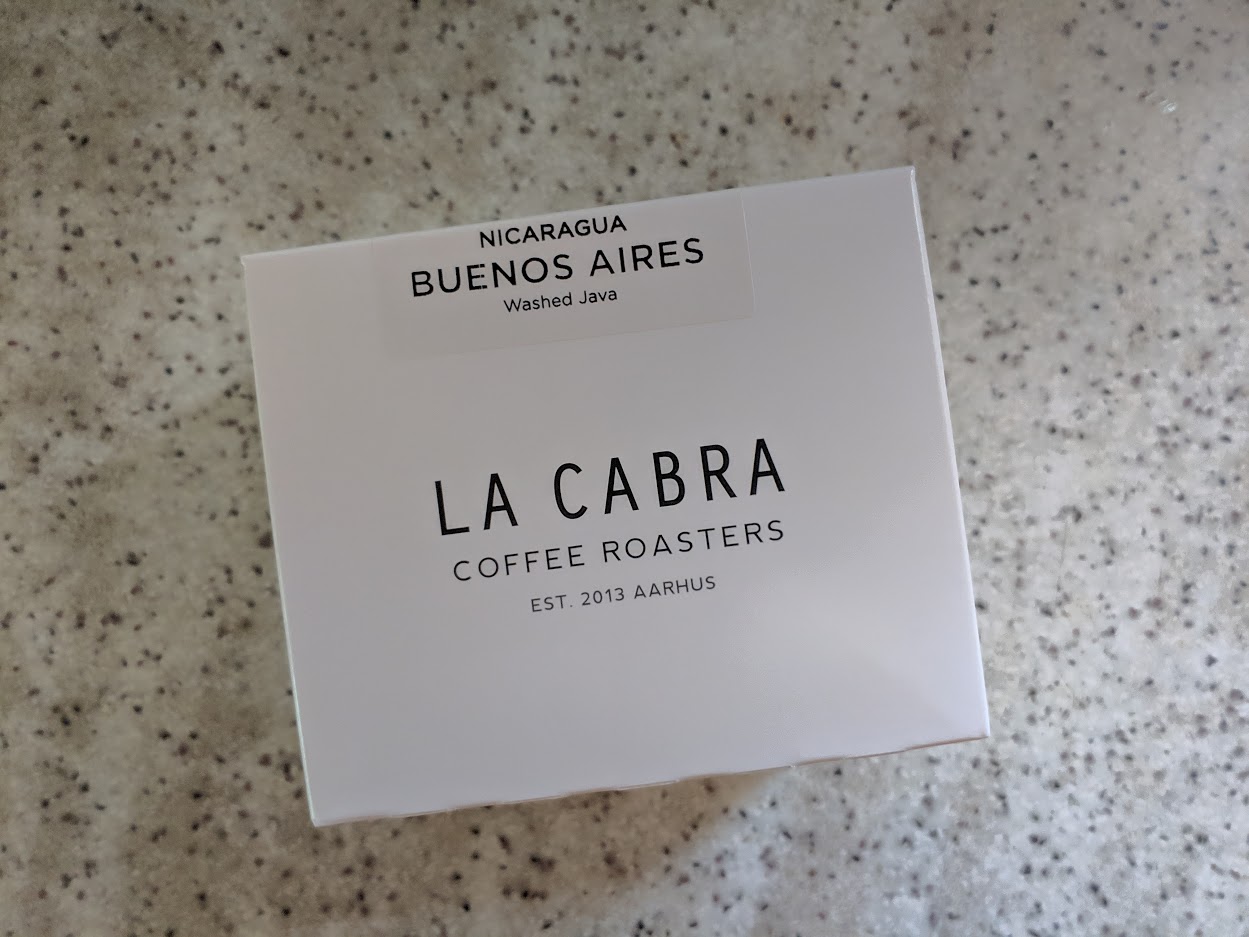 NICARAGUA
BUENOS AIRES
Washed Java
LA CABRA
COFFEE ROASTERS
EST. 2013 AARHUS